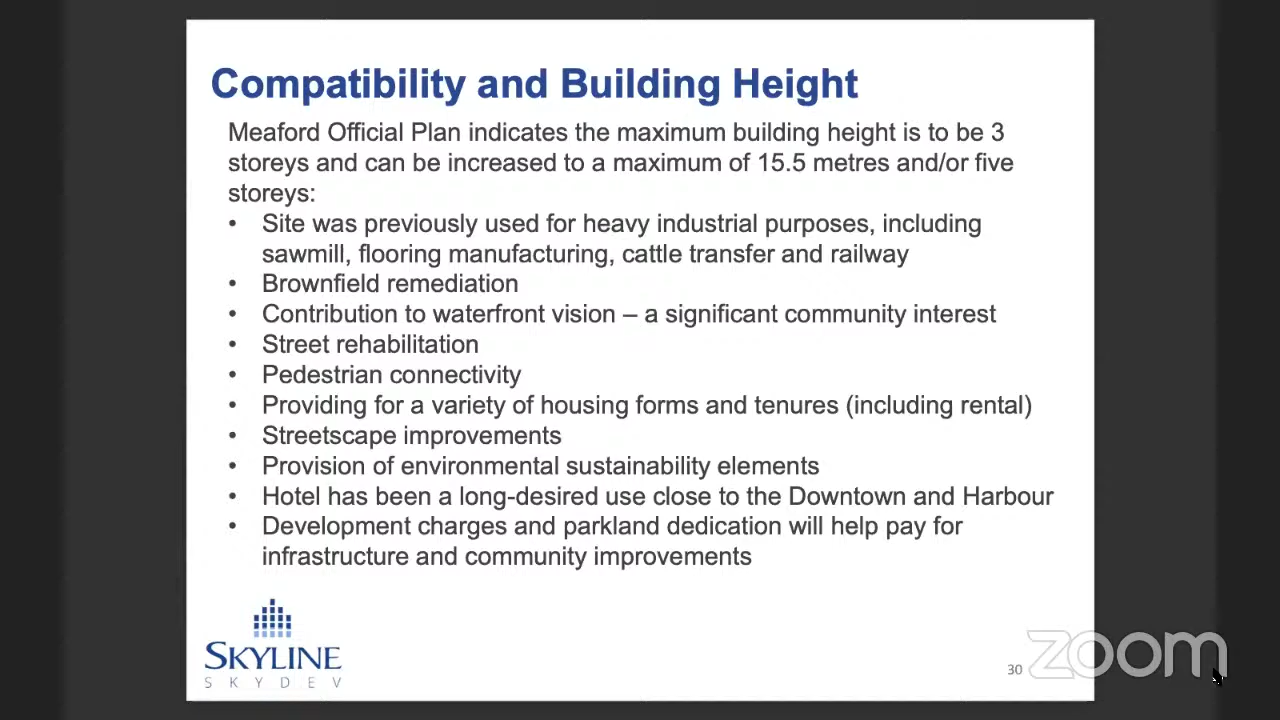 Compatibility and Building Height
Meaford Official Plan indicates the maximum building height is to be 3
storeys and can be increased to a maximum of 15.5 metres and/or five
storeys:
• Site was previously used for heavy industrial purposes, including
sawmill, flooring manufacturing, cattle transfer and railway
• Brownfield remediation
• Contribution to waterfront vision – a significant community interest
• Street rehabilitation
• Pedestrian connectivity
• Providing for a variety of housing forms and tenures (including rental)
• Streetscape improvements
• Provision of environmental sustainability elements
• Hotel has been a long-desired use close to the Downtown and Harbour
• Development charges and parkland dedication will help pay for
infrastructure and community improvements
SKYLINE
SKYDEV
30
zoom